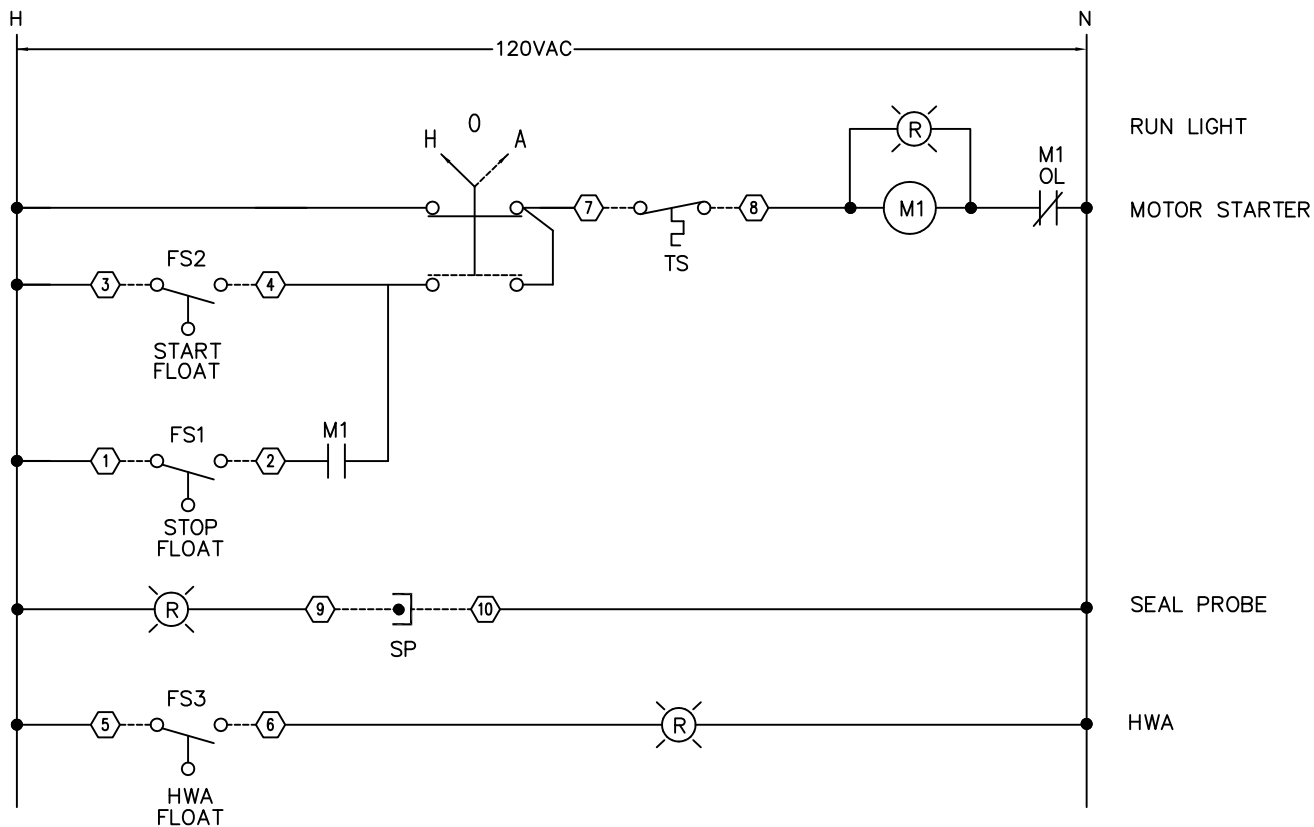 H
N
120VAC
H
O
A
R
RUN LIGHT
M1
OL
7
8
M1
MOTOR STARTER
TS
FS2
3
4
START
FLOAT
FS1
M1
1
2
STOP
FLOAT
R
9
10
SEAL PROBE
SP
FS3
5
6
R
HWA
HWA
FLOAT